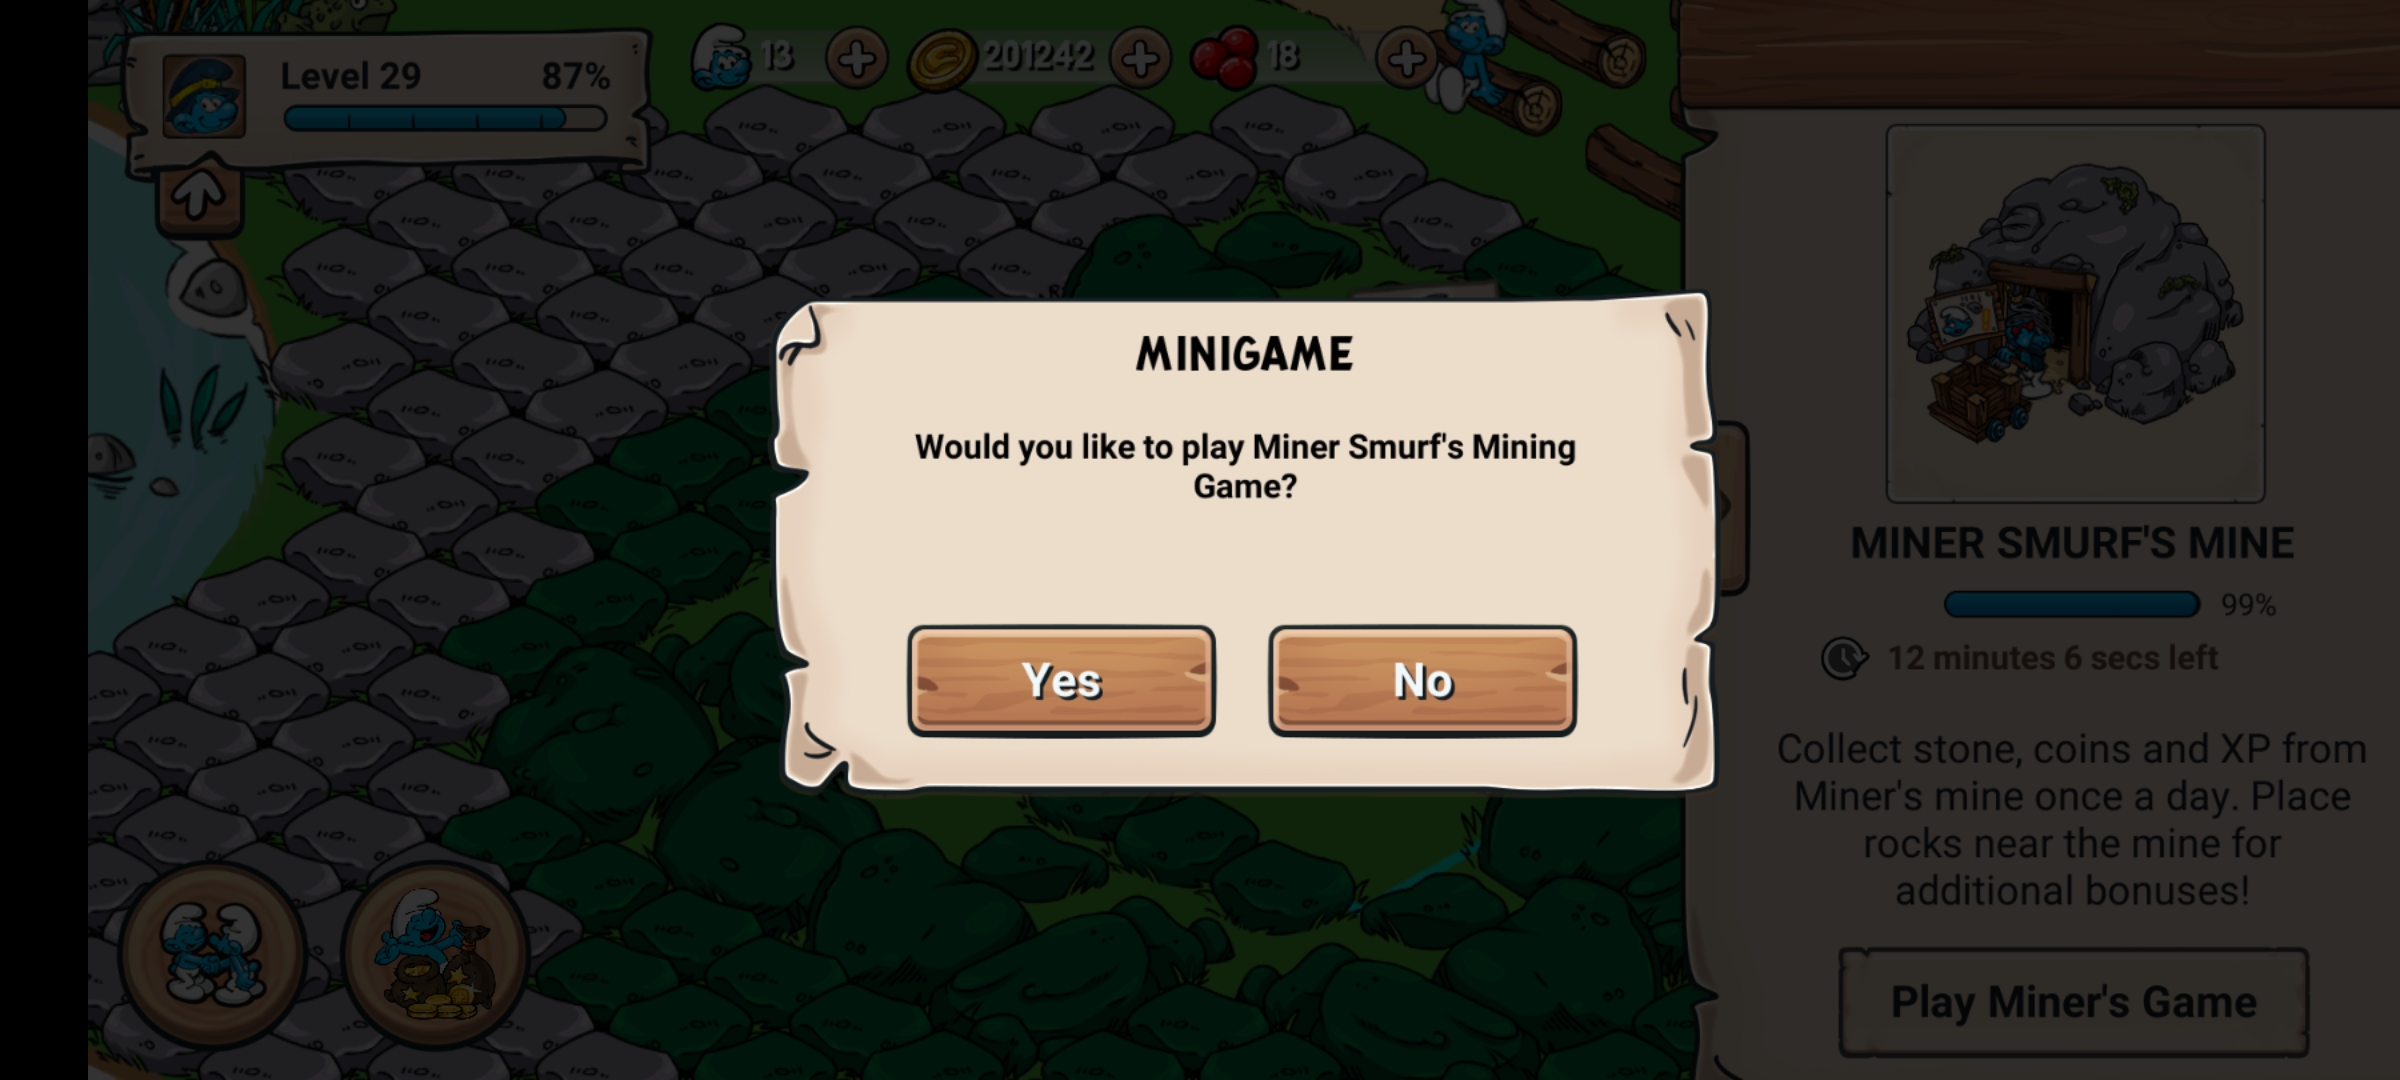 Level 29 87%
13
201242
18
MINIGAME
Would you like to play Miner Smurf's Mining
Game?
Yes
No
MINER SMURF'S MINE
99%
12 minutes 6 secs left
Collect stone, coins and XP from
Miner's mine once a day. Place
rocks near the mine for
additional bonuses!
Play Miner's Game